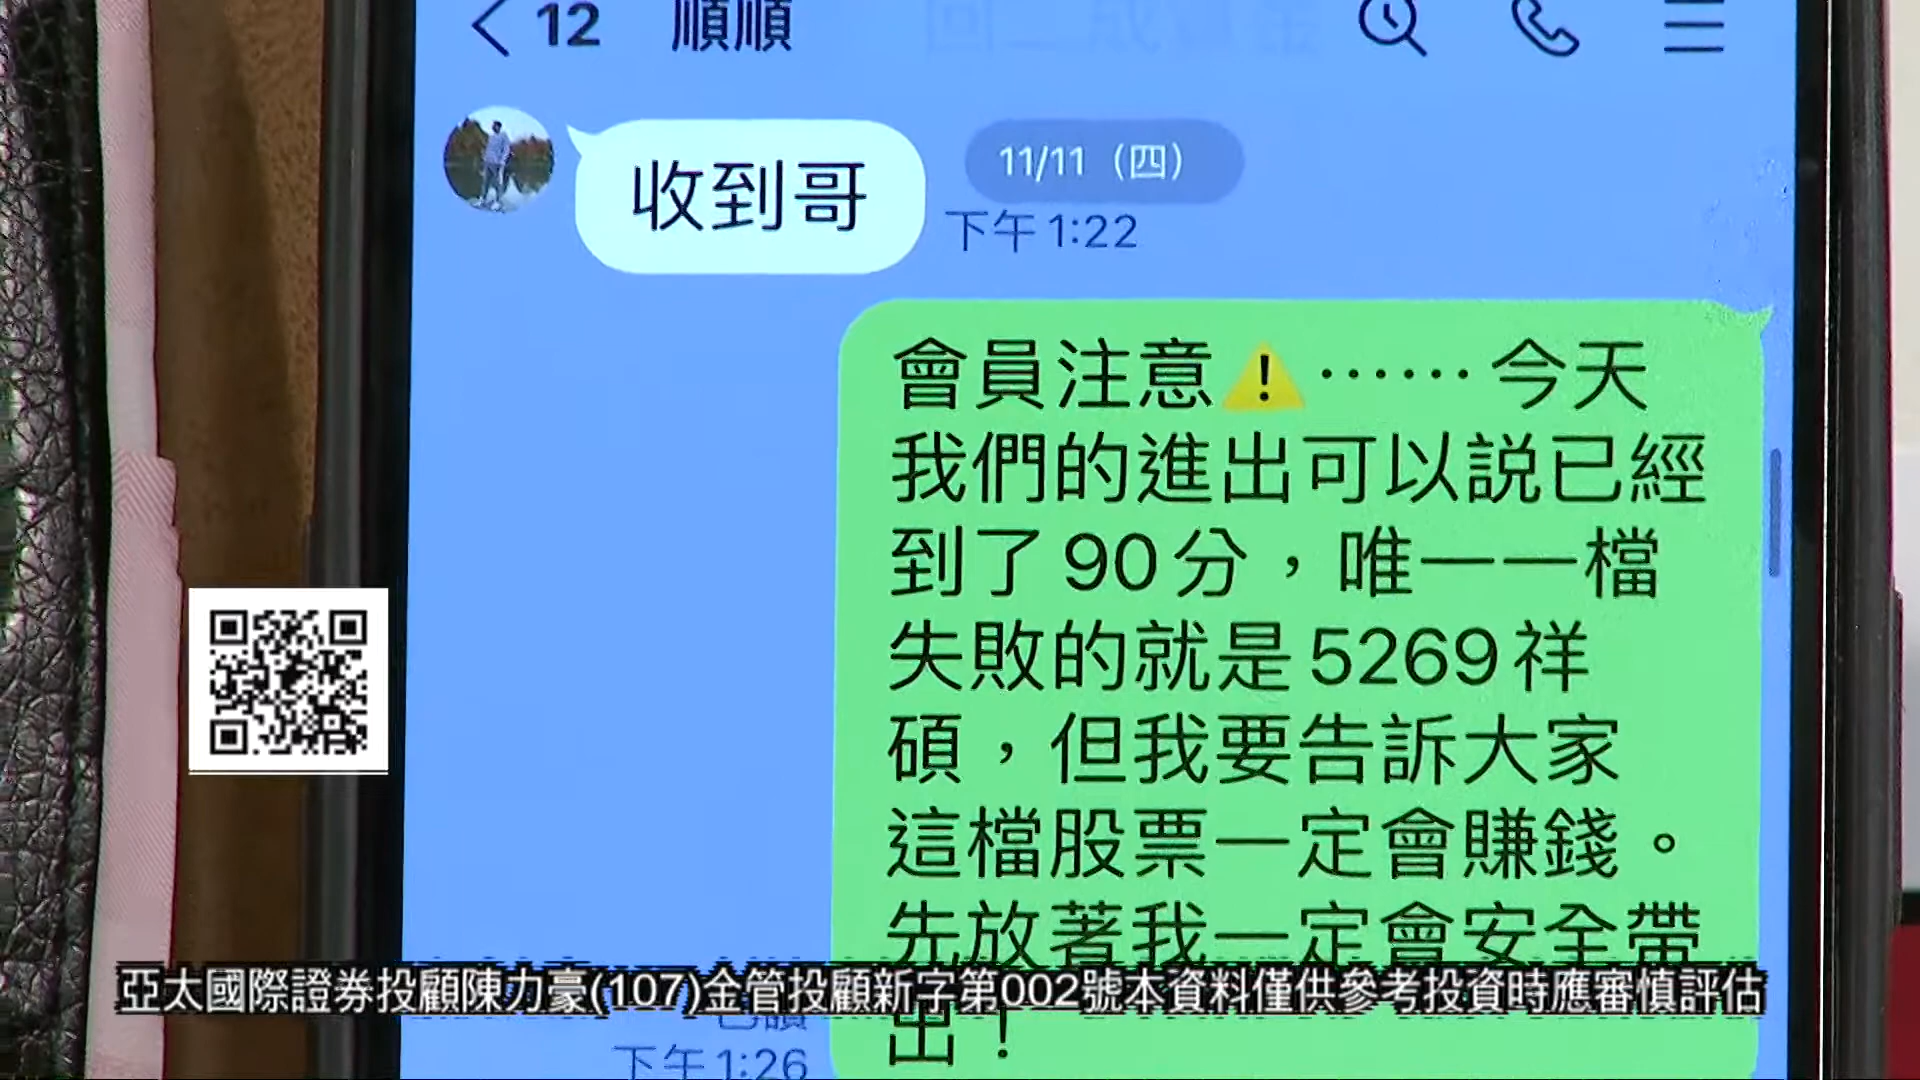 12 順順
收到哥
11/11（四）
下午1:22
會員注意⚠️⋯⋯今天
我們的進出可以説已經
到了90分，唯一一檔
失敗的就是5269祥
碩，但我要告訴大家
這檔股票一定會賺錢。
先放著我一定會安全帶
出！
已讀
下午1:26
亞太國際證券投顧陳力豪(107)金管投顧新字第002號本資料僅供參考投資時應審慎評估